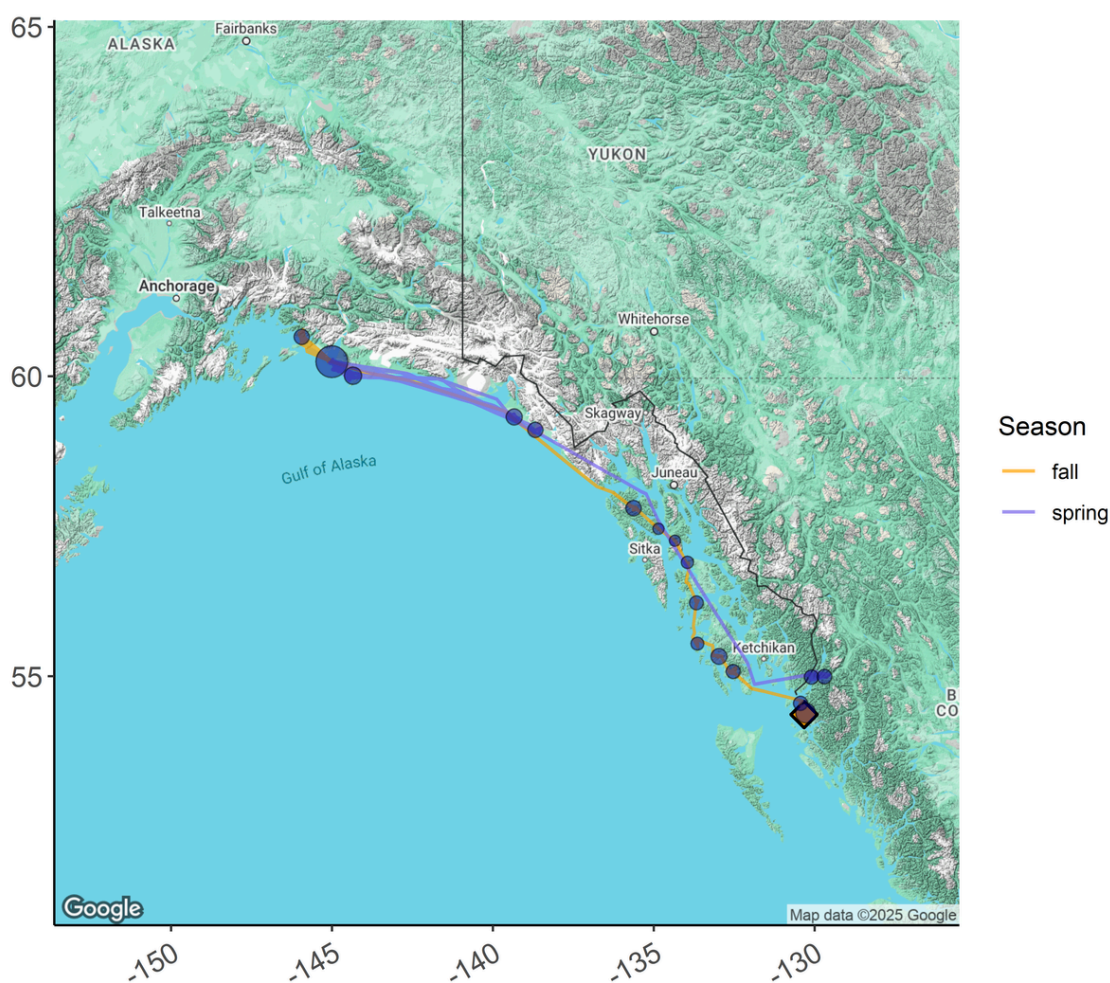 65
60
55
ALASKA
Fairbanks
YUKON
Talkeetna
Anchorage
Whitehorse
Skagway
Gulf of Alaska
Juneau
Sitka
Ketchikan
B
CO
Google
Map data ©2025 Google
-150
-145
-140
-135
-130
Season
fall
spring